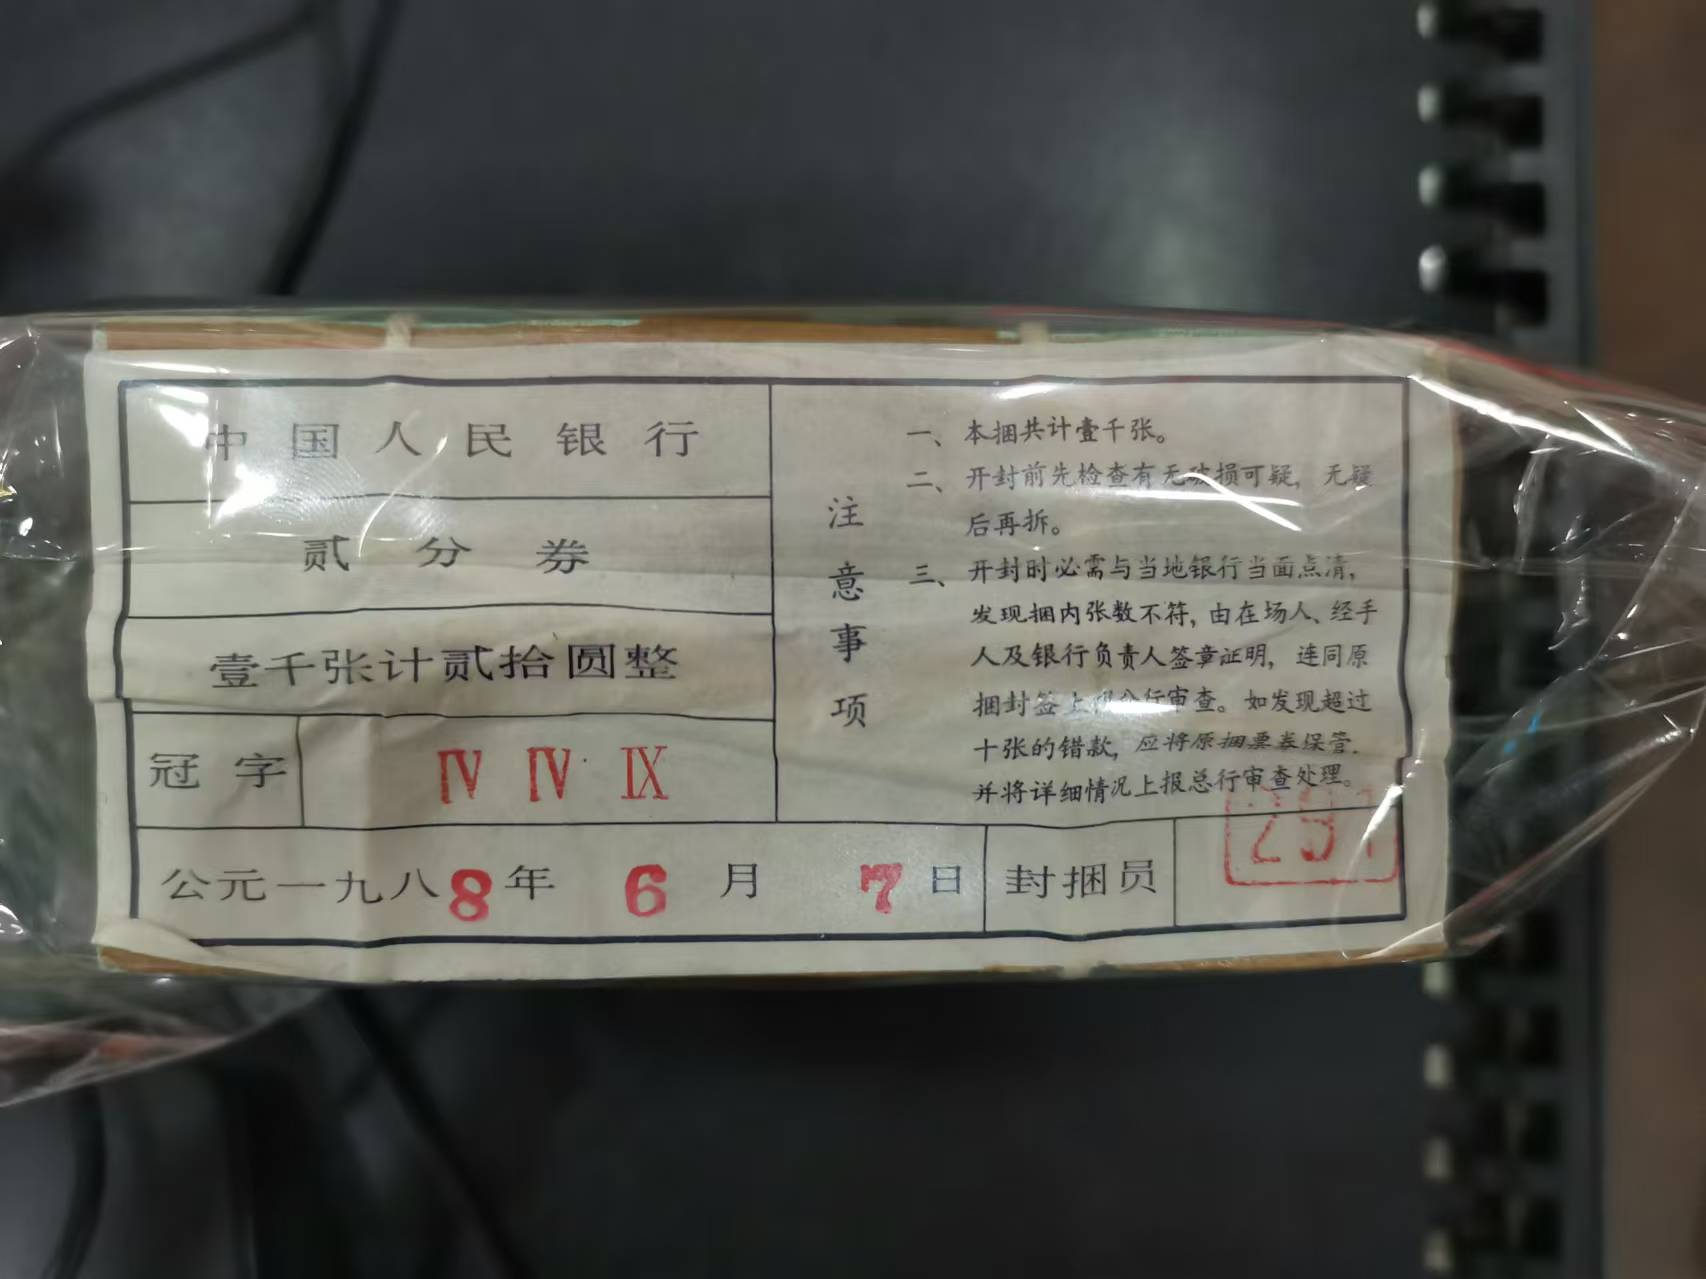 中国人民银行
贰分券
壹千张计贰拾圆整
冠字 Ⅳ Ⅳ Ⅸ
注意事项
一、本捆共计壹千张。
二、开封前先检查有无破损可疑，无疑
后再拆。
三、开封时必需与当地银行当面点清，
发现捆内张数不符，由在场人、经手
人及银行负责人签章证明，连同原
捆封签上报分行审查。如发现超过
十张的错款，应将原捆票券保管.
并将详细情况上报总行审查处理。
公元一九八8年 6月 7日 封捆员